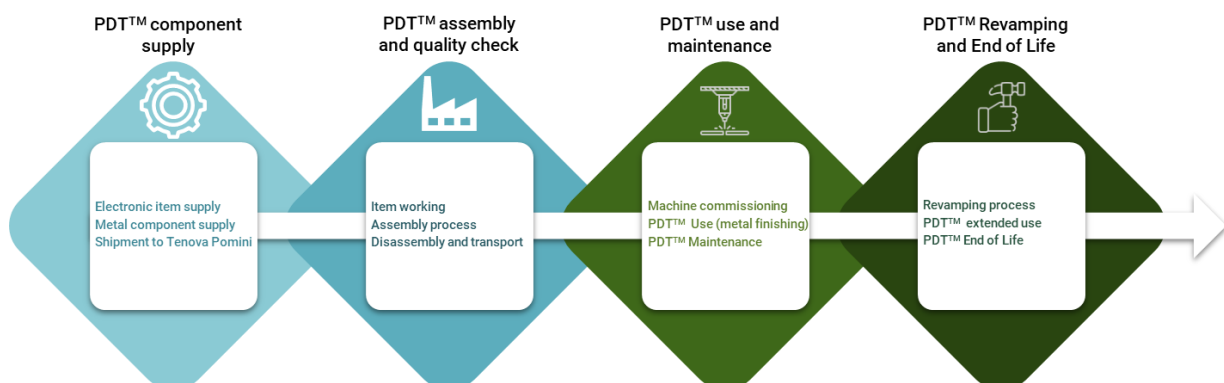 PDT™ component
supply
Electronic item supply
Metal component supply
Shipment to Tenova Pomini
PDT™ assembly
and quality check
Item working
Assembly process
Disassembly and transport
PDT™ use and
maintenance
Machine commissioning
PDT™ Use (metal finishing)
PDT™ Maintenance
PDT™ Revamping
and End of Life
Revamping process
PDT™ extended use
PDT™ End of Life